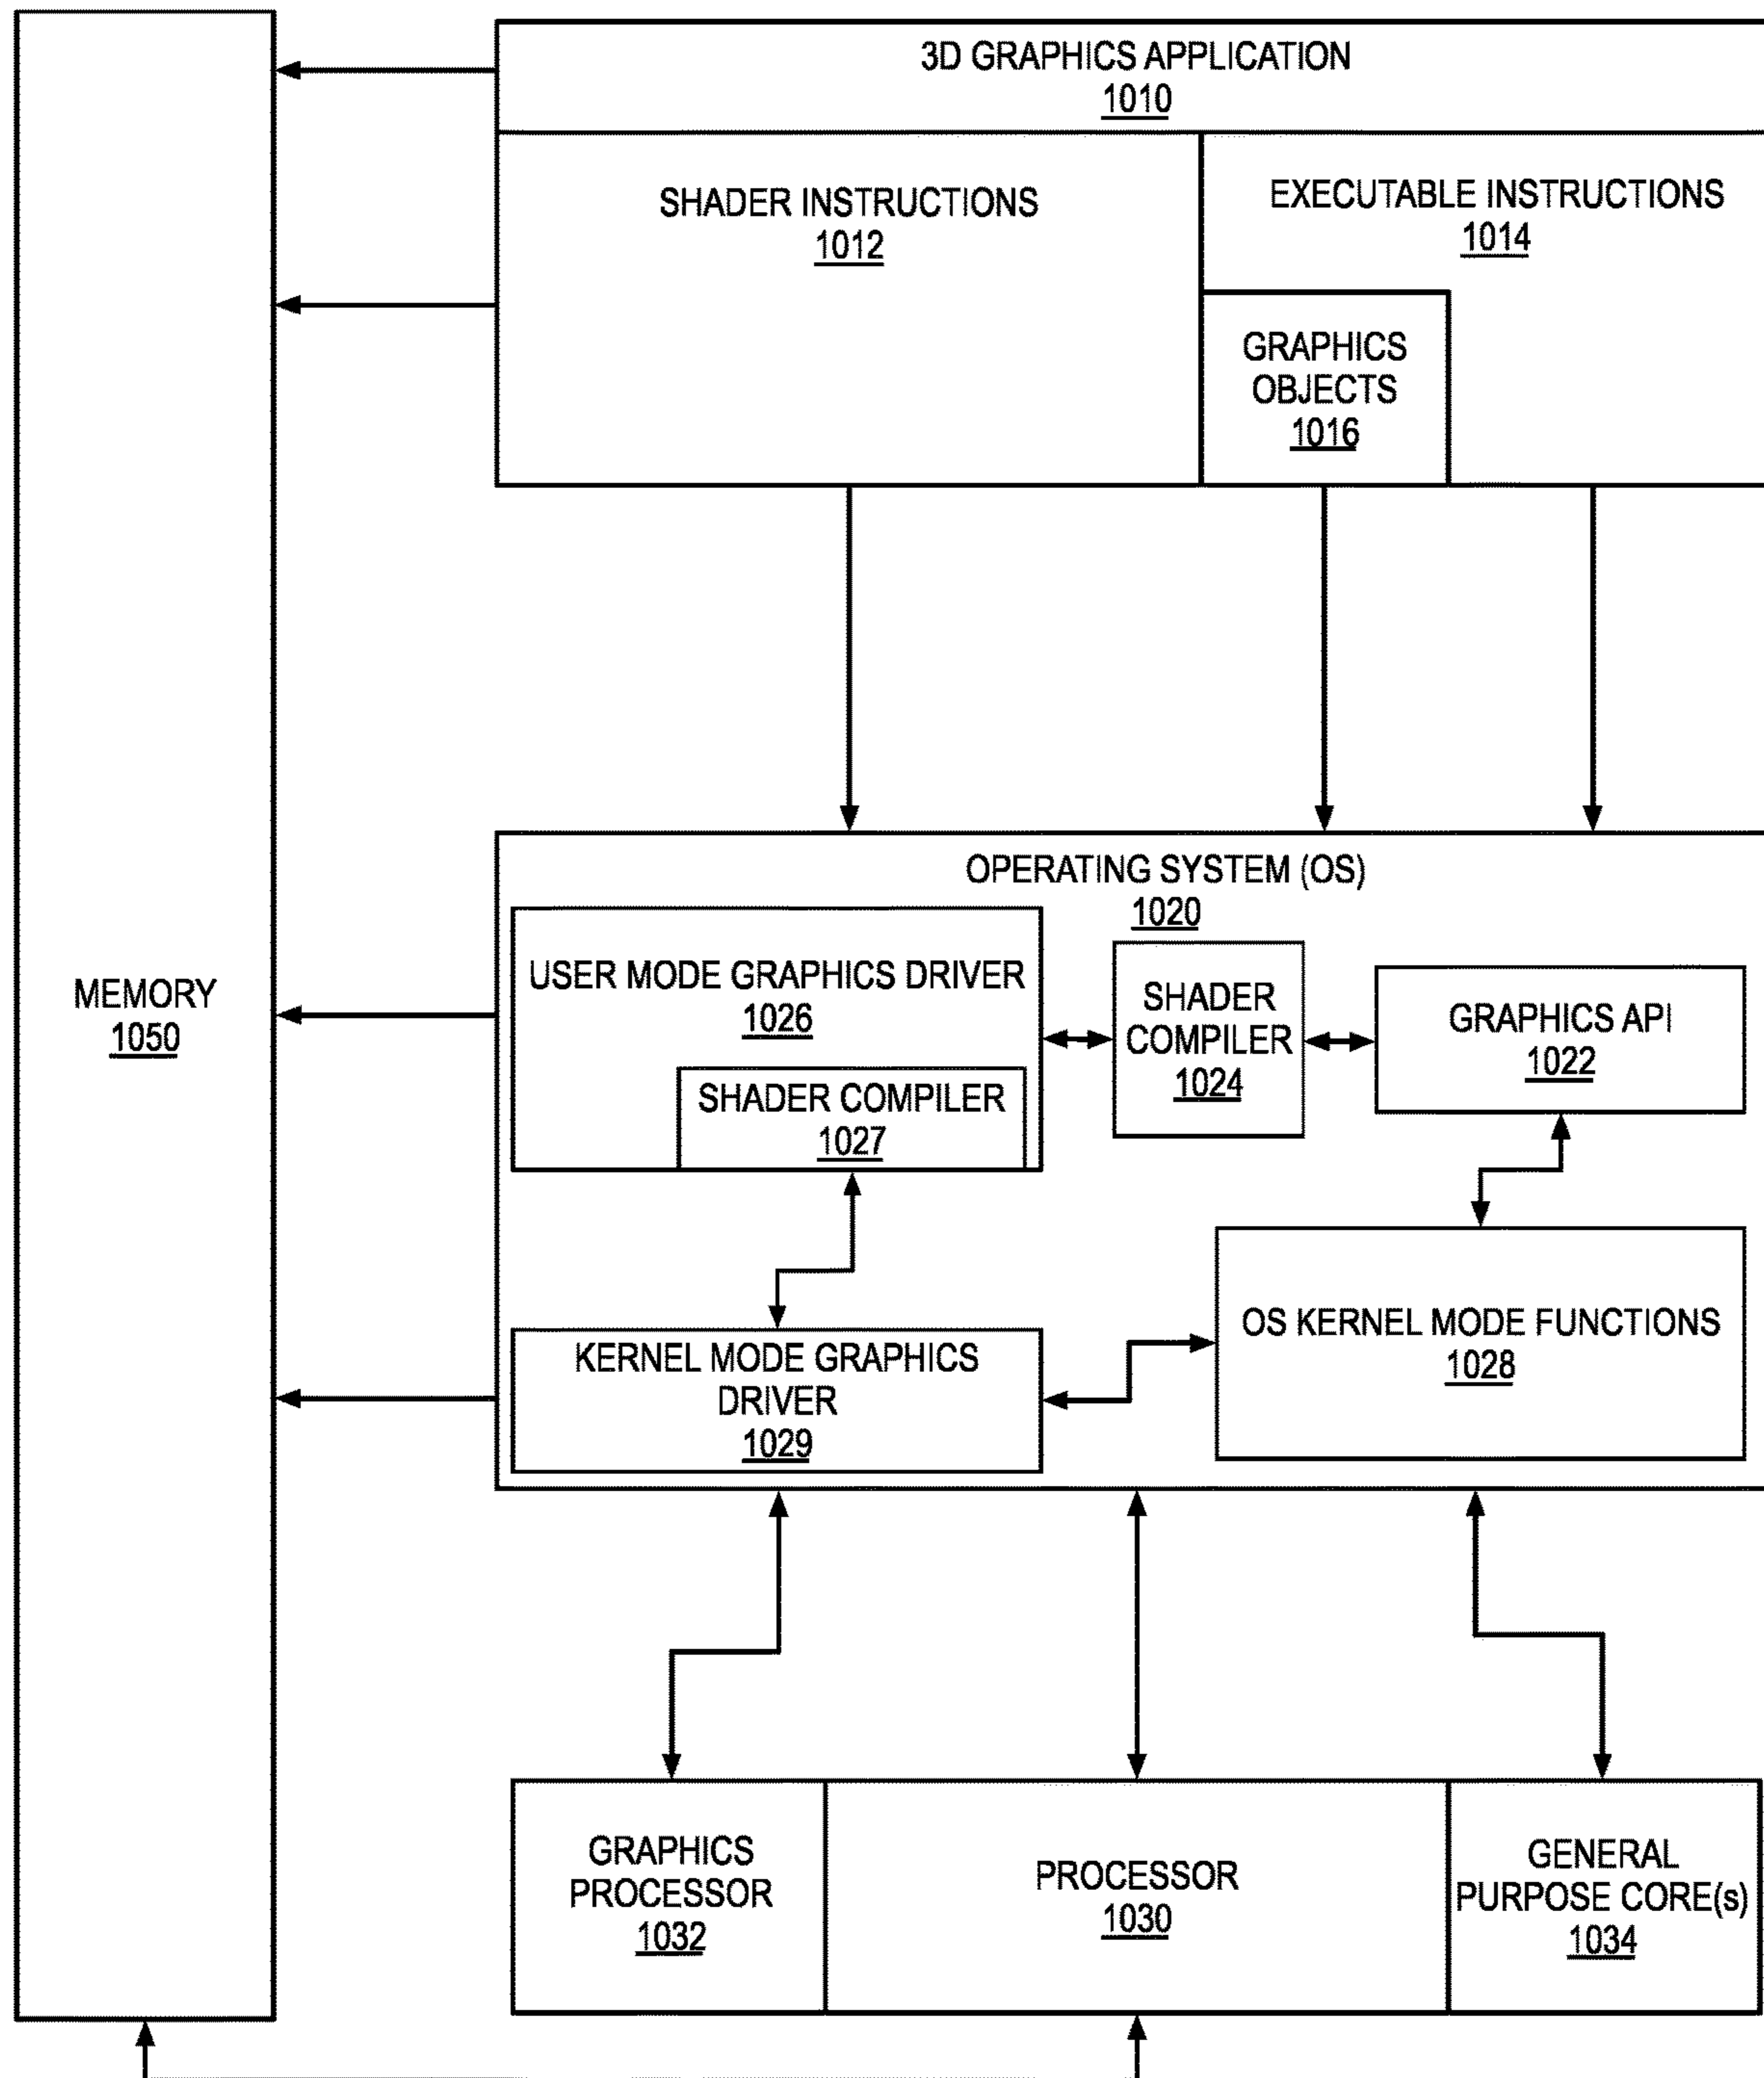 3D GRAPHICS APPLICATION
1010
SHADER INSTRUCTIONS
1012
EXECUTABLE INSTRUCTIONS
1014
GRAPHICS
OBJECTS
1016
MEMORY
1050
OPERATING SYSTEM (OS)
1020
USER MODE GRAPHICS DRIVER
1026
SHADER COMPILER
1027
SHADER
COMPILER
1024
GRAPHICS API
1022
KERNEL MODE GRAPHICS
DRIVER
1029
OS KERNEL MODE FUNCTIONS
1028
GRAPHICS
PROCESSOR
1032
PROCESSOR
1030
GENERAL
PURPOSE CORE(s)
1034